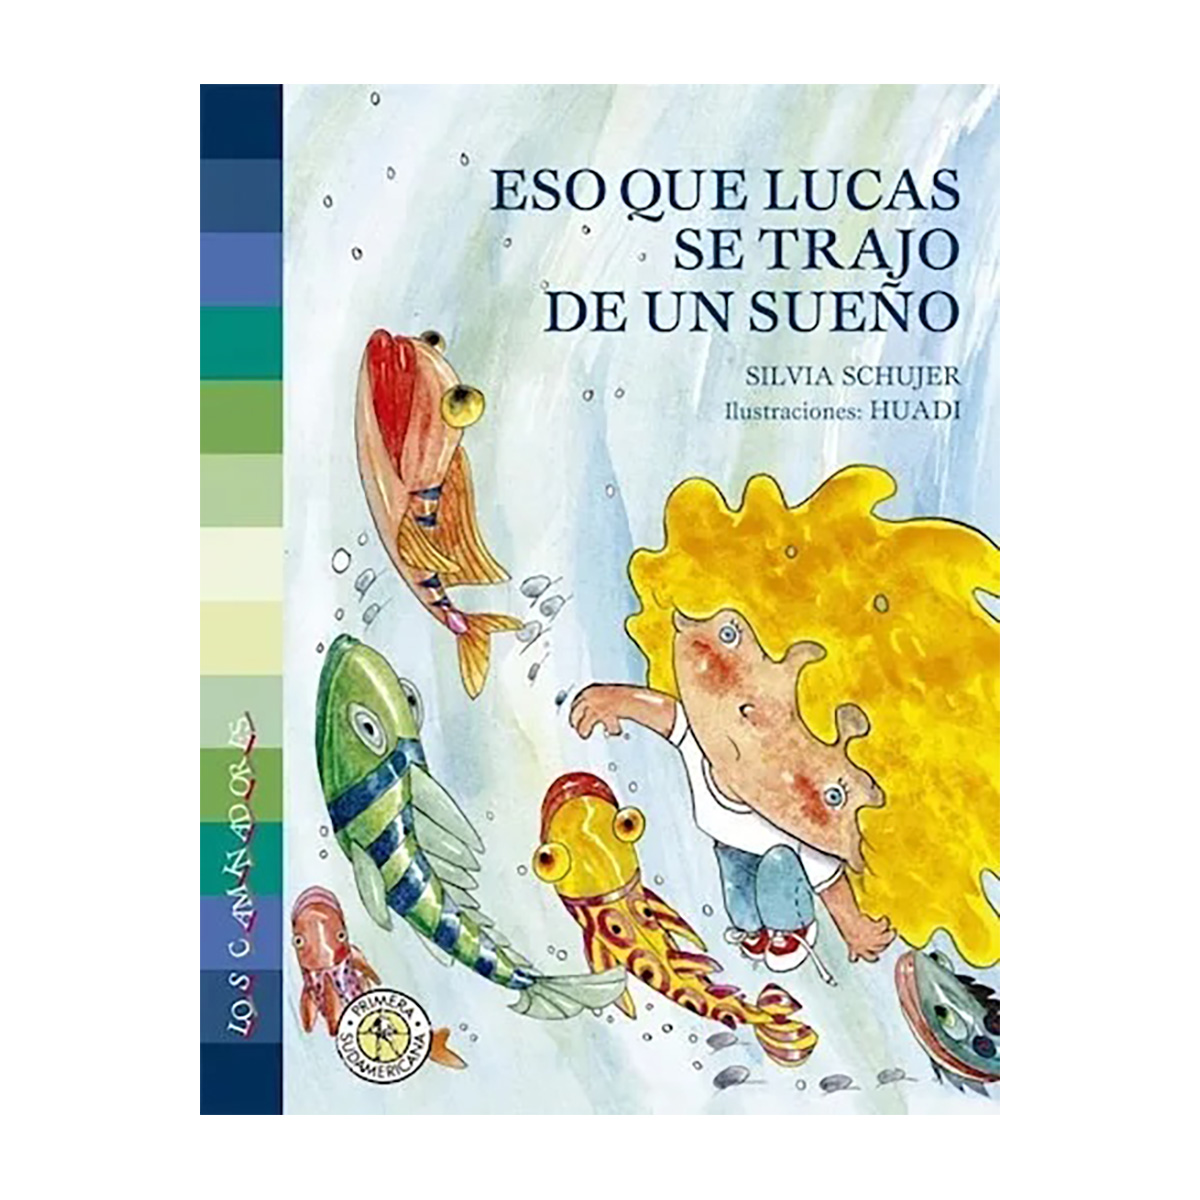 ESO QUE LUCAS
SE TRAJO
DE UN SUEÑO
SILVIA SCHUJER
Ilustraciones: HUADI
LOS CAMINADORES
PRIMERA
SUDAMERICANA